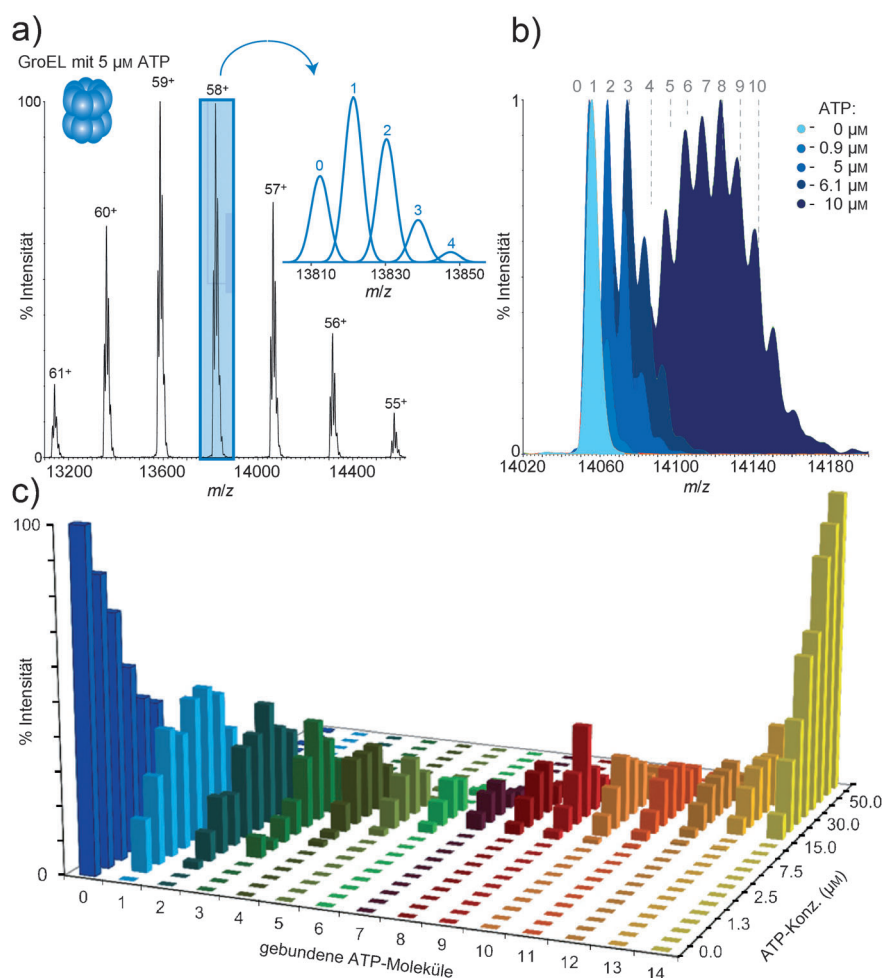 a)
GroEL mit 5 µM ATP
% Intensität
100
0
61+
60+
59+
58+
57+
56+
55+
13200
13600
14000
14400
m/z
0
1
2
3
4
13810
13830
13850
m/z
b)
0 1 2 3 4 5 6 7 8 9 10
ATP:
- 0 µM
- 0.9 µM
- 5 µM
- 6.1 µM
- 10 µM
% Intensität
1
0
14020
14060
14100
14140
14180
m/z
c)
% Intensität
100
0
0 1 2 3 4 5 6 7 8 9 10 11 12 13 14
gebundene ATP-Moleküle
0.0
1.3
2.5
7.5
15.0
30.0
50.0
ATP-Konz. (µM)